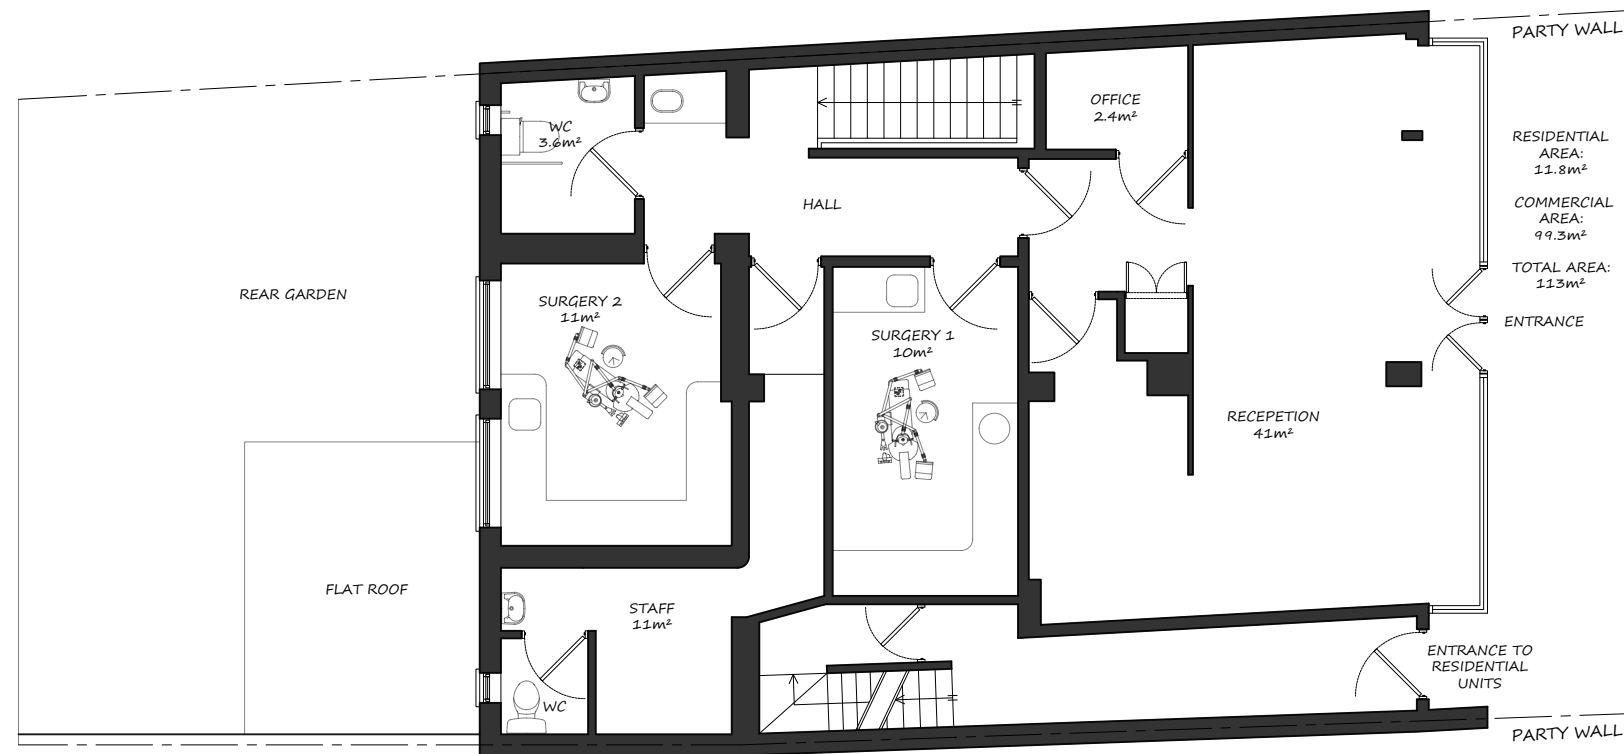 PARTY WALL
WC
3.6m²
OFFICE
2.4m²
RESIDENTIAL
AREA:
11.8m²
COMMERCIAL
AREA:
99.3m²
TOTAL AREA:
113m²
HALL
REAR GARDEN
SURGERY 2
11m²
SURGERY 1
10m²
ENTRANCE
RECEPETION
41m²
FLAT ROOF
STAFF
11m²
WC
ENTRANCE TO
RESIDENTIAL
UNITS
PARTY WALL